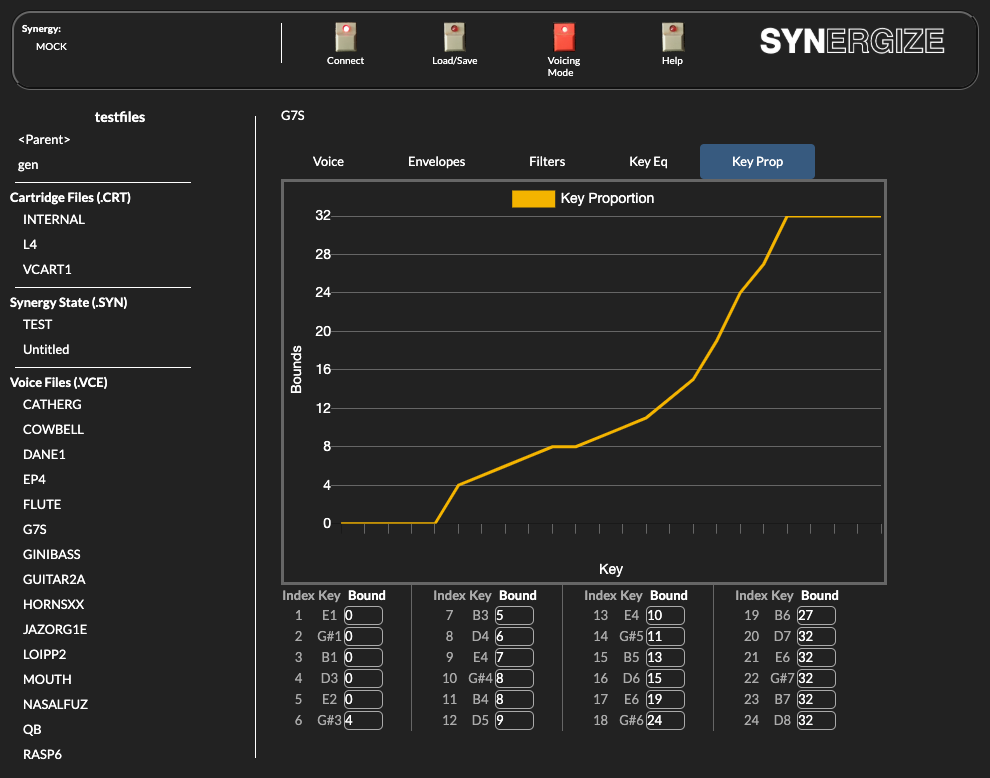 Synergy:
MOCK
Connect
Load/Save
Voicing
Mode
Help
SYNERGIZE
testfiles
<Parent>
gen
Cartridge Files (.CRT)
INTERNAL
L4
VCART1
Synergy State (.SYN)
TEST
Untitled
Voice Files (.VCE)
CATHERG
COWBELL
DANE1
EP4
FLUTE
G7S
GINIBASS
GUITAR2A
HORNSXX
JAZORG1E
LOIPP2
MOUTH
NASALFUZ
QB
RASP6
G7S
Voice Envelopes Filters Key Eq Key Prop
Key Proportion
32
28
24
20
16
12
8
4
0
Bounds
Key
Index Key Bound
1 E1 0
2 G#1 0
3 B1 0
4 D3 0
5 E2 0
6 G#3 4
Index Key Bound
7 B3 5
8 D4 6
9 E4 7
10 G#4 8
11 B4 8
12 D5 9
Index Key Bound
13 E4 10
14 G#5 11
15 B5 13
16 D6 15
17 E6 19
18 G#6 24
Index Key Bound
19 B6 27
20 D7 32
21 E6 32
22 G#7 32
23 B7 32
24 D8 32